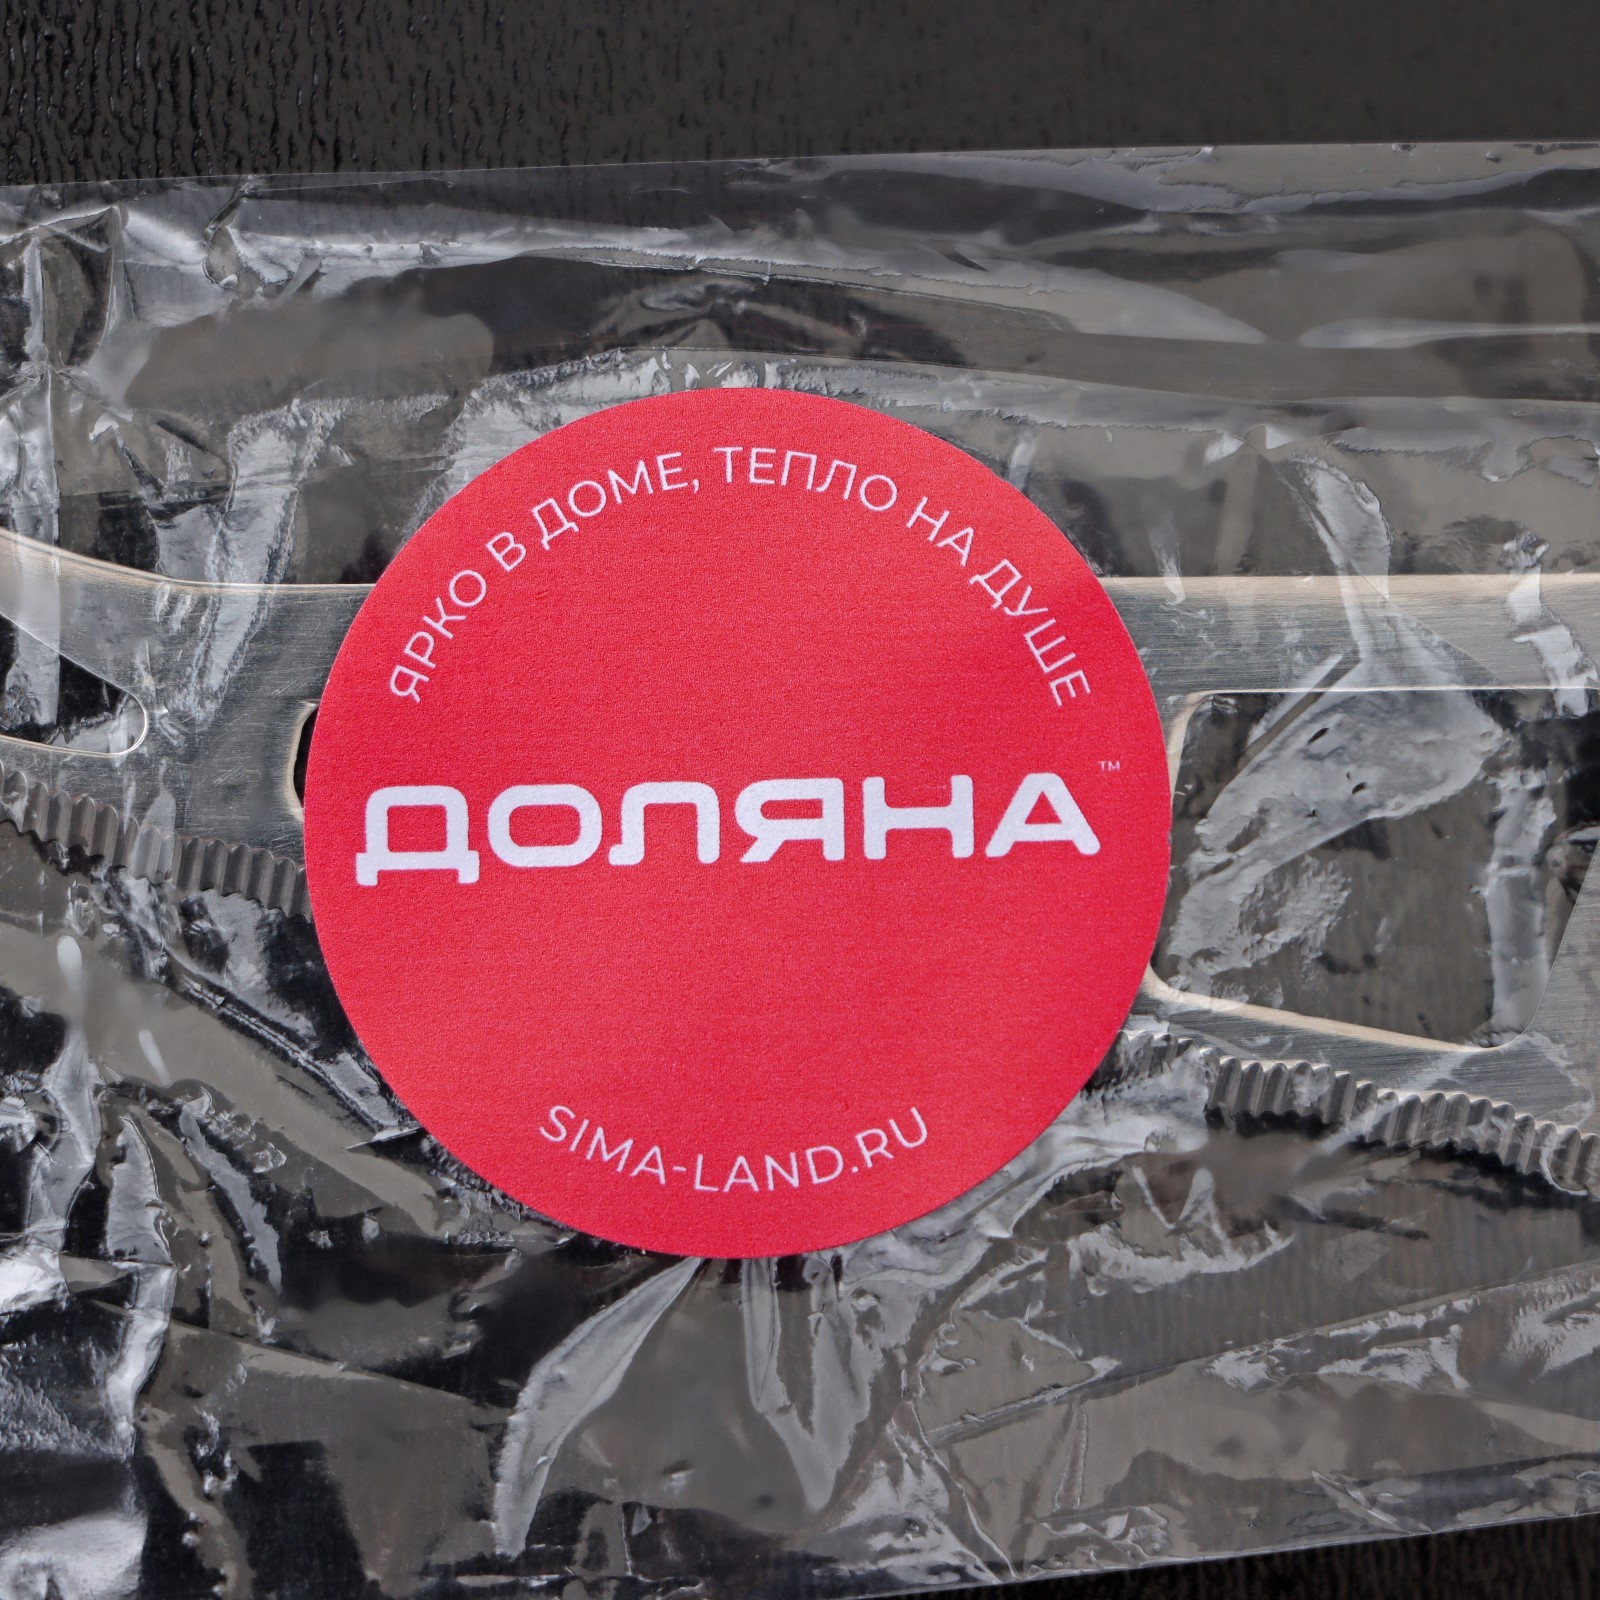 ЯРКО В ДОМЕ, ТЕПЛО НА ДУШЕ
ДОЛЯНА™
SIMA-LAND.RU